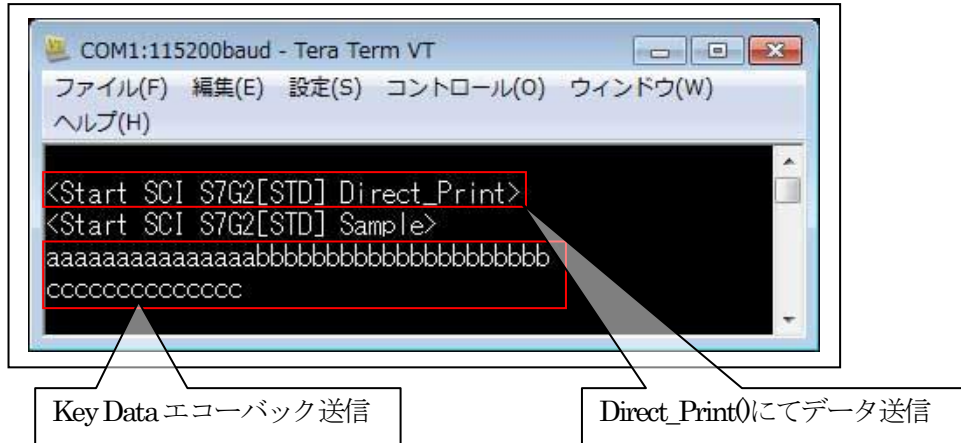 COM1:115200baud - Tera Term VT
ファイル(F) 編集(E) 設定(S) コントロール(O) ウィンドウ(W)
ヘルプ(H)
<Start SCI S7G2[STD] Direct_Print>
<Start SCI S7G2[STD] Sample>
aaaaaaaaaaaaaaabbbbbbbbbbbbbbbbbbbbb
cccccccccccccc
Key Data エコーバック送信
Direct_Print()にてデータ送信